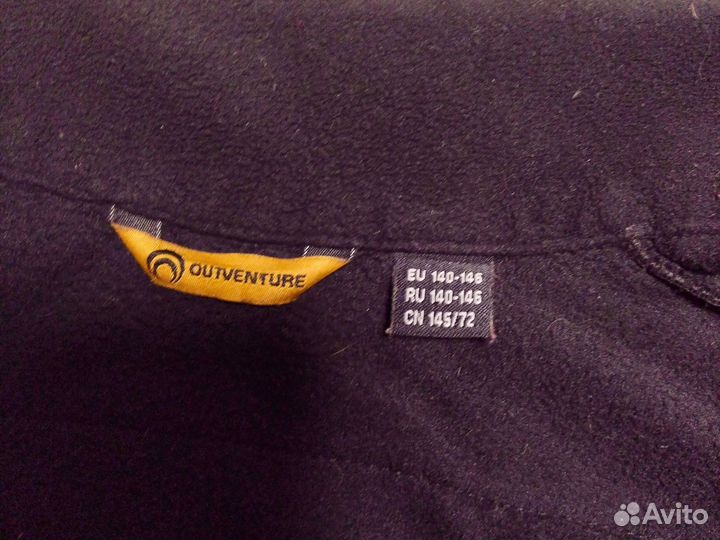 OUTVENTURE
EU 140-146
RU 140-146
CN 145/72
Avito